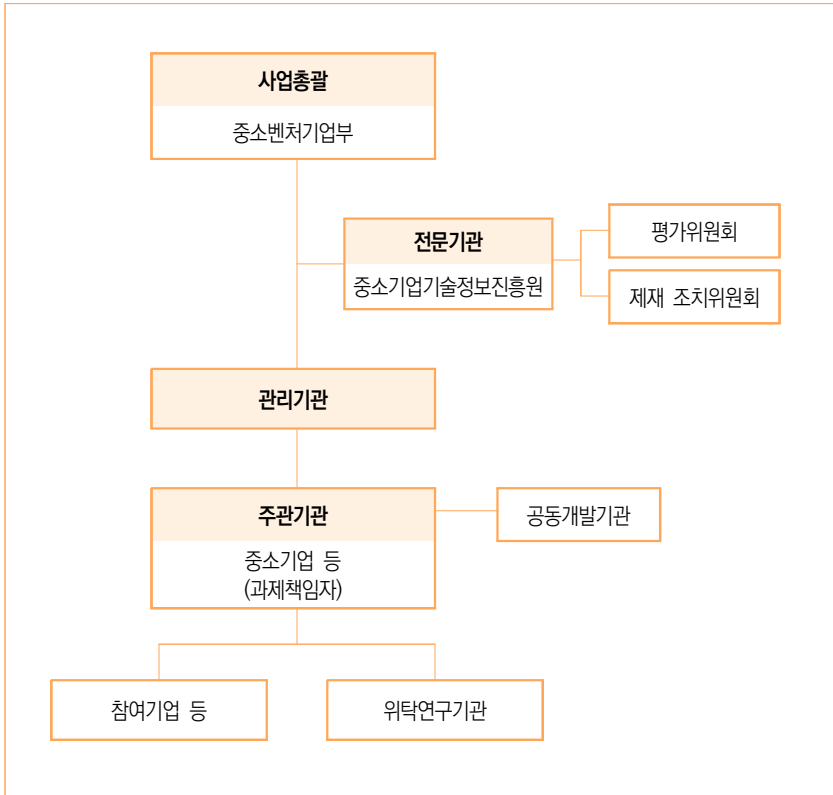 사업총괄
중소벤처기업부
전문기관
중소기업기술정보진흥원
평가위원회
제재 조치위원회
관리기관
주관기관
중소기업 등
(과제책임자)
공동개발기관
참여기업 등
위탁연구기관